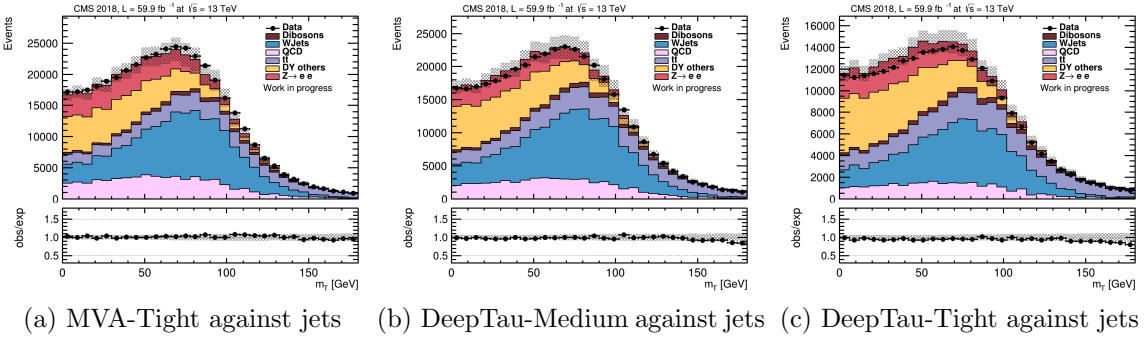 CMS 2018, L = 59.9 fb⁻¹ at √s = 13 TeV
Events
25000
20000
15000
10000
5000
0
Data
Dibosons
WJets
QCD
tt̄
DY others
Z→ e e
Work in progress
obs/exp
1.5
1.0
0.5
0 50 100 150
m_T [GeV]
(a) MVA-Tight against jets
CMS 2018, L = 59.9 fb⁻¹ at √s = 13 TeV
Events
25000
20000
15000
10000
5000
0
Data
Dibosons
WJets
QCD
tt̄
DY others
Z→ e e
Work in progress
obs/exp
1.5
1.0
0.5
0 50 100 150
m_T [GeV]
(b) DeepTau-Medium against jets
CMS 2018, L = 59.9 fb⁻¹ at √s = 13 TeV
Events
16000
14000
12000
10000
8000
6000
4000
2000
0
Data
Dibosons
WJets
QCD
tt̄
DY others
Z→ e e
Work in progress
obs/exp
1.5
1.0
0.5
0 50 100 150
m_T [GeV]
(c) DeepTau-Tight against jets